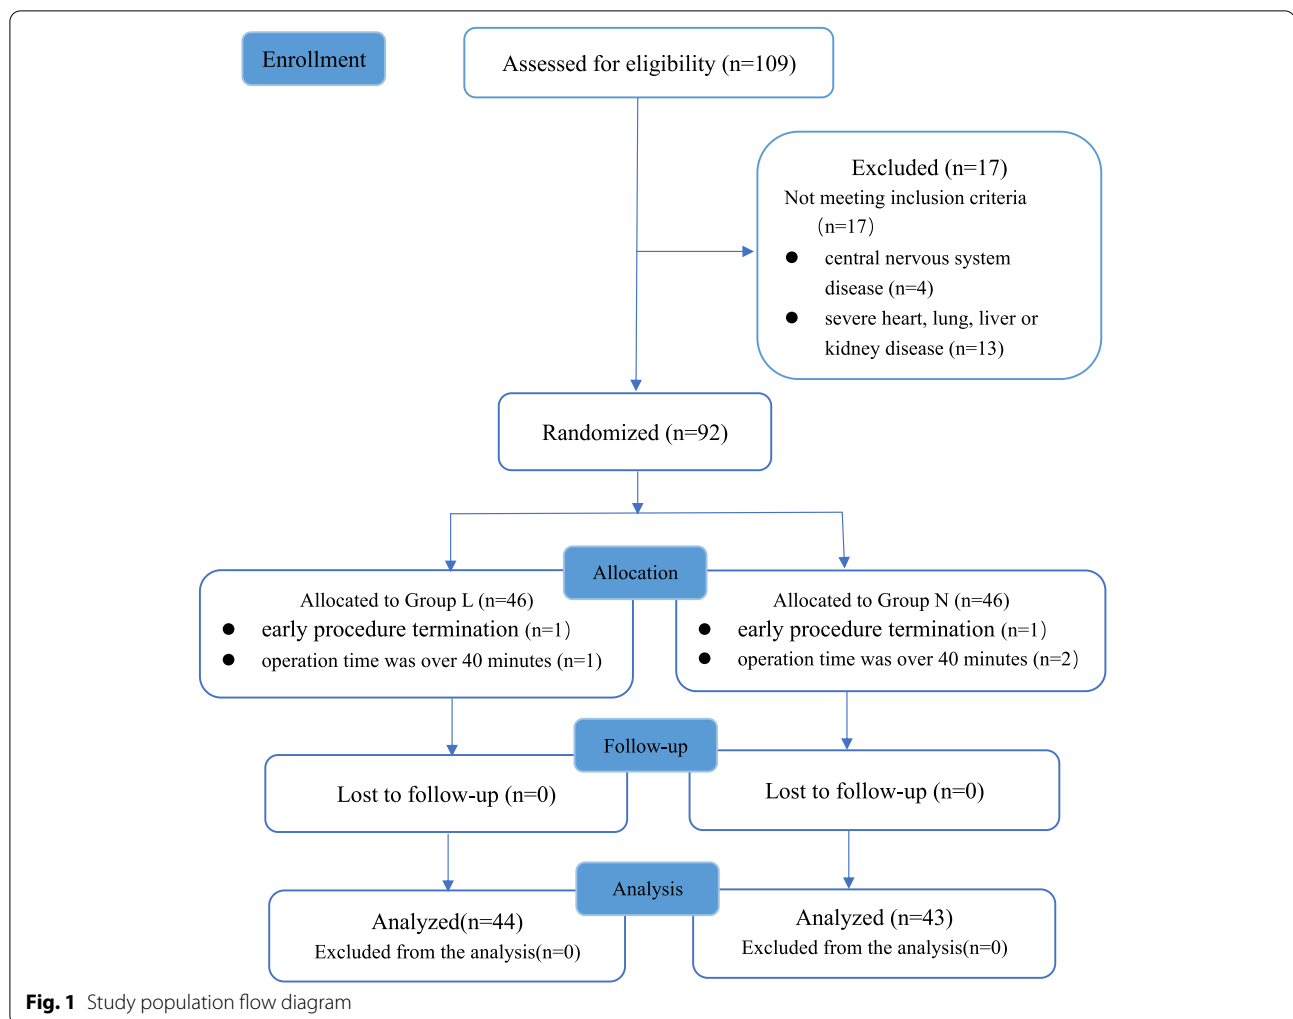 Enrollment
Assessed for eligibility (n=109)
Excluded (n=17)
Not meeting inclusion criteria
(n=17)
● central nervous system
disease (n=4)
● severe heart, lung, liver or
kidney disease (n=13)
Randomized (n=92)
Allocation
Allocated to Group L (n=46)
● early procedure termination (n=1)
● operation time was over 40 minutes (n=1)
Allocated to Group N (n=46)
● early procedure termination (n=1)
● operation time was over 40 minutes (n=2)
Follow-up
Lost to follow-up (n=0)
Lost to follow-up (n=0)
Analysis
Analyzed(n=44)
Excluded from the analysis(n=0)
Analyzed (n=43)
Excluded from the analysis(n=0)
Fig. 1 Study population flow diagram